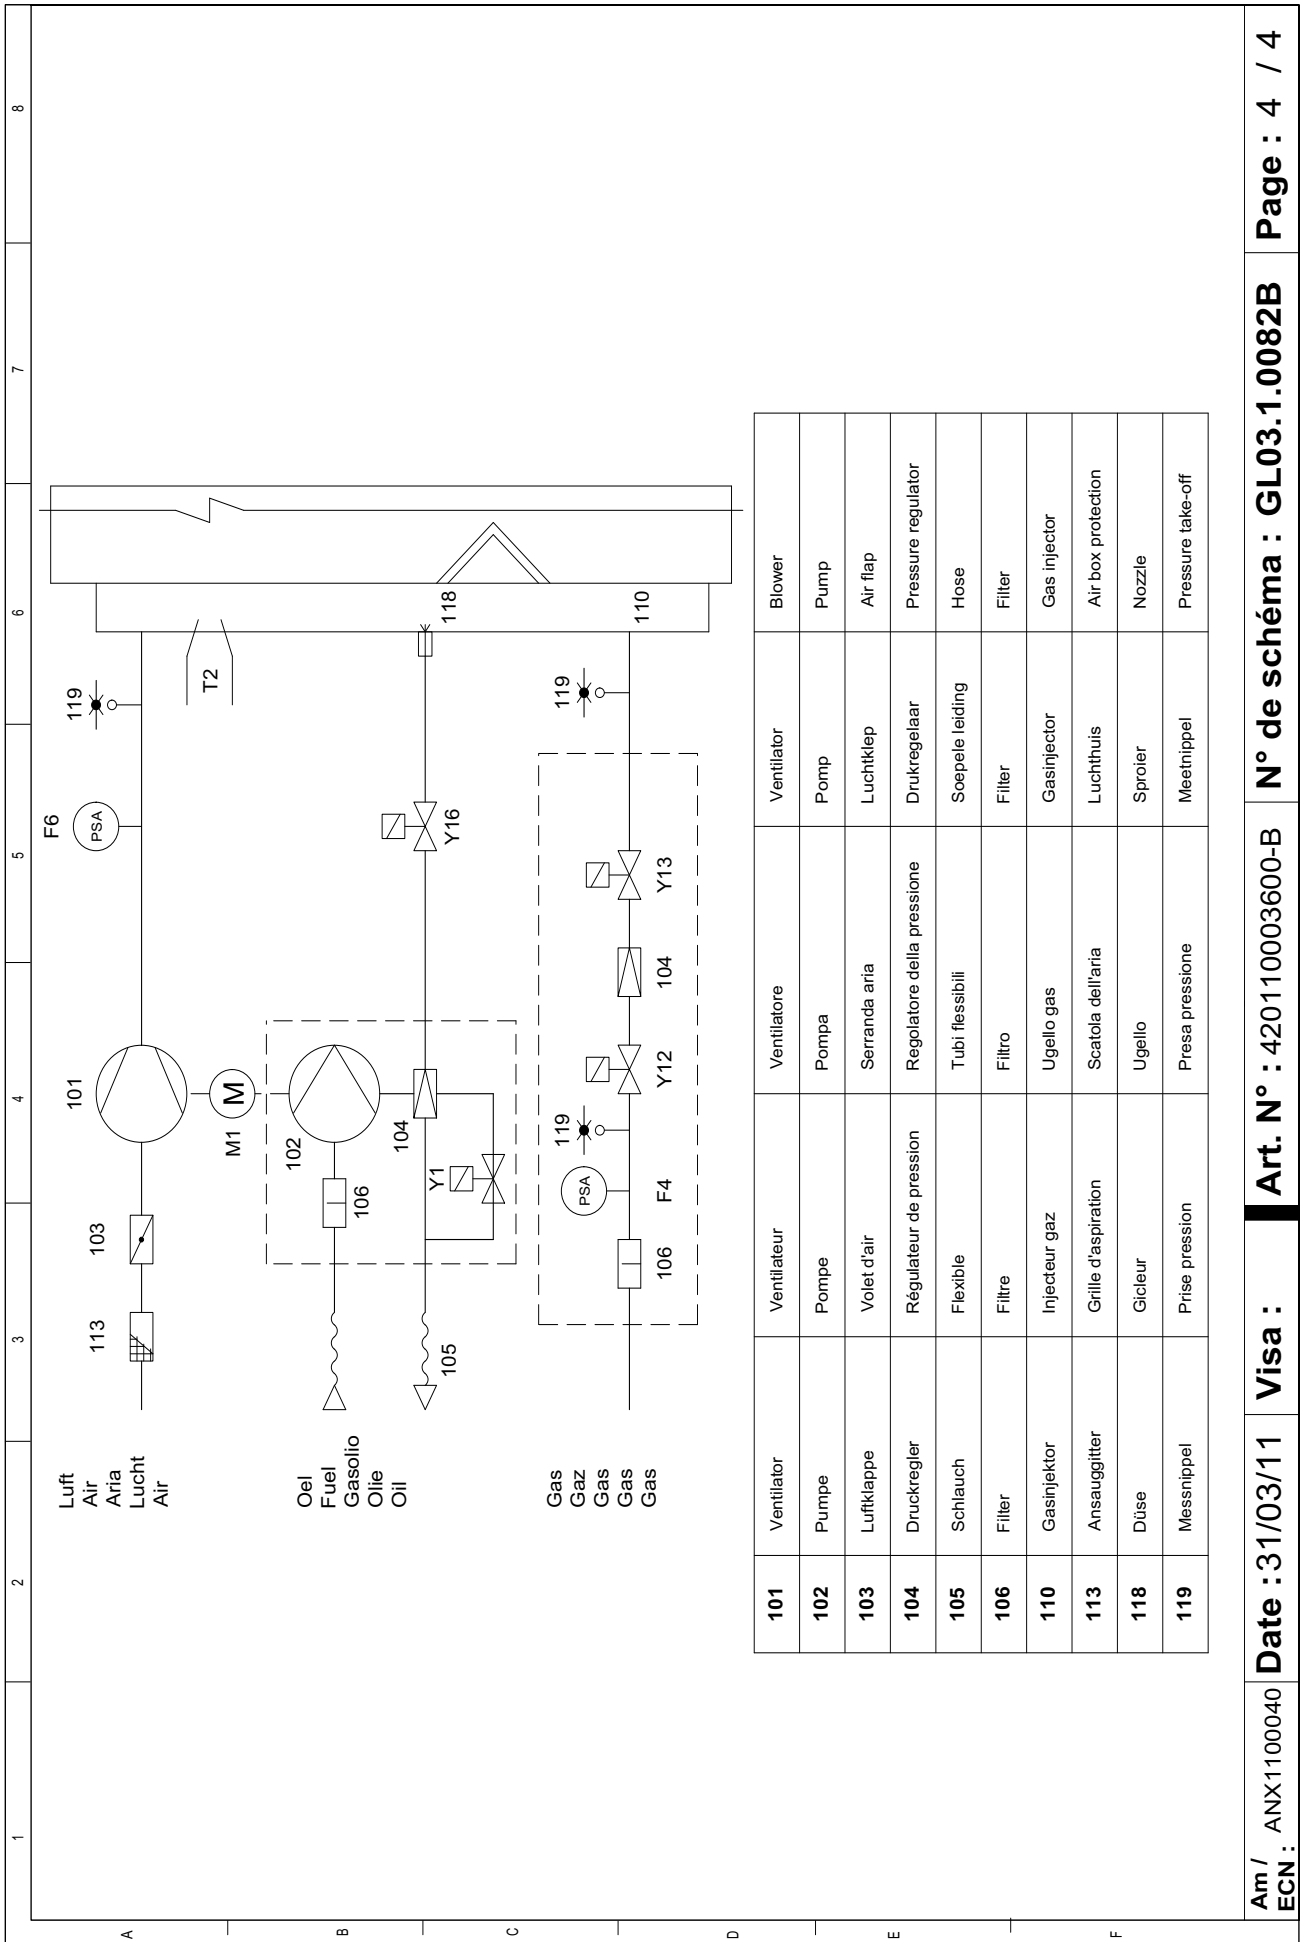 1 2 3 4 5 6 7 8
A
B
C
D
E
F
Luft
Air
Aria
Lucht
Air
113
103
101
F6
PSA
119
T2
M1
M
Oel
Fuel
Gasolio
Olie
Oil
106
102
105
Y1
104
Y16
118
Gas
Gaz
Gas
Gas
Gas
106
PSA
F4
119
Y12
104
Y13
119
110
101 Ventilator Ventilateur Ventilatore Ventilator Blower
102 Pumpe Pompe Pompa Pomp Pump
103 Luftklappe Volet d'air Serranda aria Luchtklep Air flap
104 Druckregler Régulateur de pression Regolatore della pressione Drukregelaar Pressure regulator
105 Schlauch Flexible Tubi flessibili Soepele leiding Hose
106 Filter Filtre Filtro Filter Filter
110 Gasinjektor Injecteur gaz Ugello gas Gasinjector Gas injector
113 Ansauggitter Grille d'aspiration Scatola dell'aria Luchthuis Air box protection
118 Düse Gicleur Ugello Sproier Nozzle
119 Messnippel Prise pression Presa pressione Meetnippel Pressure take-off
Am / ECN : ANX1100040 Date :31/03/11 Visa : Art. N° : 420110003600-B N° de schéma : GL03.1.0082B Page : 4 / 4